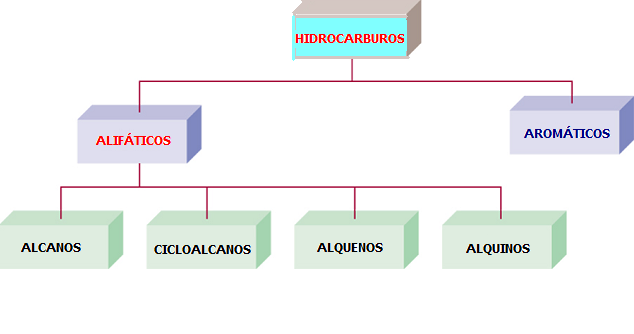 HIDROCARBUROS
ALIFÁTICOS
AROMÁTICOS
ALCANOS
CICLOALCANOS
ALQUENOS
ALQUINOS